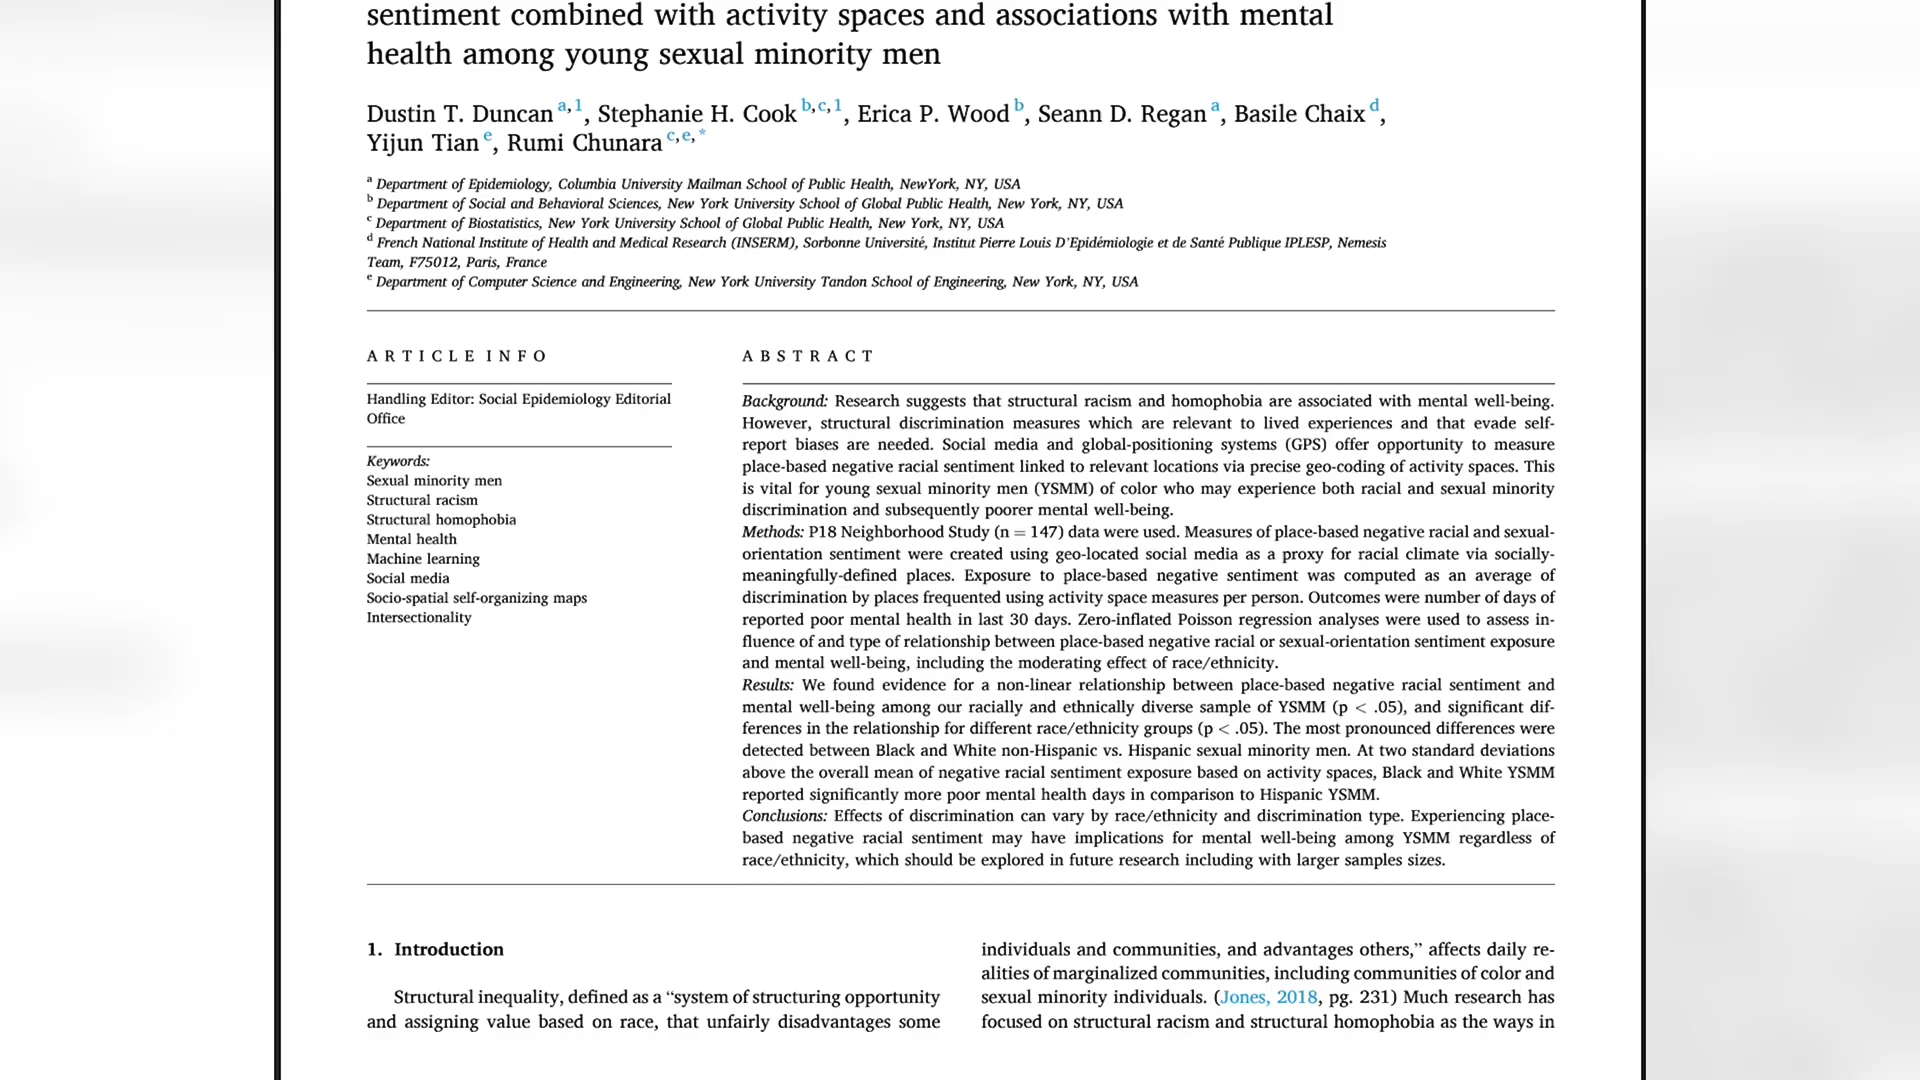 sentiment combined with activity spaces and associations with mental
health among young sexual minority men
Dustin T. Duncan a,1, Stephanie H. Cook b,c,1, Erica P. Wood b, Seann D. Regan a, Basile Chaix d,
Yijun Tian e, Rumi Chunara c,e,*
a Department of Epidemiology, Columbia University Mailman School of Public Health, NewYork, NY, USA
b Department of Social and Behavioral Sciences, New York University School of Global Public Health, New York, NY, USA
c Department of Biostatistics, New York University School of Global Public Health, New York, NY, USA
d French National Institute of Health and Medical Research (INSERM), Sorbonne Université, Institut Pierre Louis D'Epidémiologie et de Santé Publique IPLESP, Nemesis
Team, F75012, Paris, France
e Department of Computer Science and Engineering, New York University Tandon School of Engineering, New York, NY, USA
ARTICLE INFO
Handling Editor: Social Epidemiology Editorial
Office
Keywords:
Sexual minority men
Structural racism
Structural homophobia
Mental health
Machine learning
Social media
Socio-spatial self-organizing maps
Intersectionality
ABSTRACT
Background: Research suggests that structural racism and homophobia are associated with mental well-being.
However, structural discrimination measures which are relevant to lived experiences and that evade self-
report biases are needed. Social media and global-positioning systems (GPS) offer opportunity to measure
place-based negative racial sentiment linked to relevant locations via precise geo-coding of activity spaces. This
is vital for young sexual minority men (YSMM) of color who may experience both racial and sexual minority
discrimination and subsequently poorer mental well-being.
Methods: P18 Neighborhood Study (n = 147) data were used. Measures of place-based negative racial and sexual-
orientation sentiment were created using geo-located social media as a proxy for racial climate via socially-
meaningfully-defined places. Exposure to place-based negative sentiment was computed as an average of
discrimination by places frequented using activity space measures per person. Outcomes were number of days of
reported poor mental health in last 30 days. Zero-inflated Poisson regression analyses were used to assess in-
fluence of and type of relationship between place-based negative racial or sexual-orientation sentiment exposure
and mental well-being, including the moderating effect of race/ethnicity.
Results: We found evidence for a non-linear relationship between place-based negative racial sentiment and
mental well-being among our racially and ethnically diverse sample of YSMM (p < .05), and significant dif-
ferences in the relationship for different race/ethnicity groups (p < .05). The most pronounced differences were
detected between Black and White non-Hispanic vs. Hispanic sexual minority men. At two standard deviations
above the overall mean of negative racial sentiment exposure based on activity spaces, Black and White YSMM
reported significantly more poor mental health days in comparison to Hispanic YSMM.
Conclusions: Effects of discrimination can vary by race/ethnicity and discrimination type. Experiencing place-
based negative racial sentiment may have implications for mental well-being among YSMM regardless of
race/ethnicity, which should be explored in future research including with larger samples sizes.
1. Introduction
Structural inequality, defined as a “system of structuring opportunity
and assigning value based on race, that unfairly disadvantages some
individuals and communities, and advantages others,” affects daily re-
alities of marginalized communities, including communities of color and
sexual minority individuals. (Jones, 2018, pg. 231) Much research has
focused on structural racism and structural homophobia as the ways in